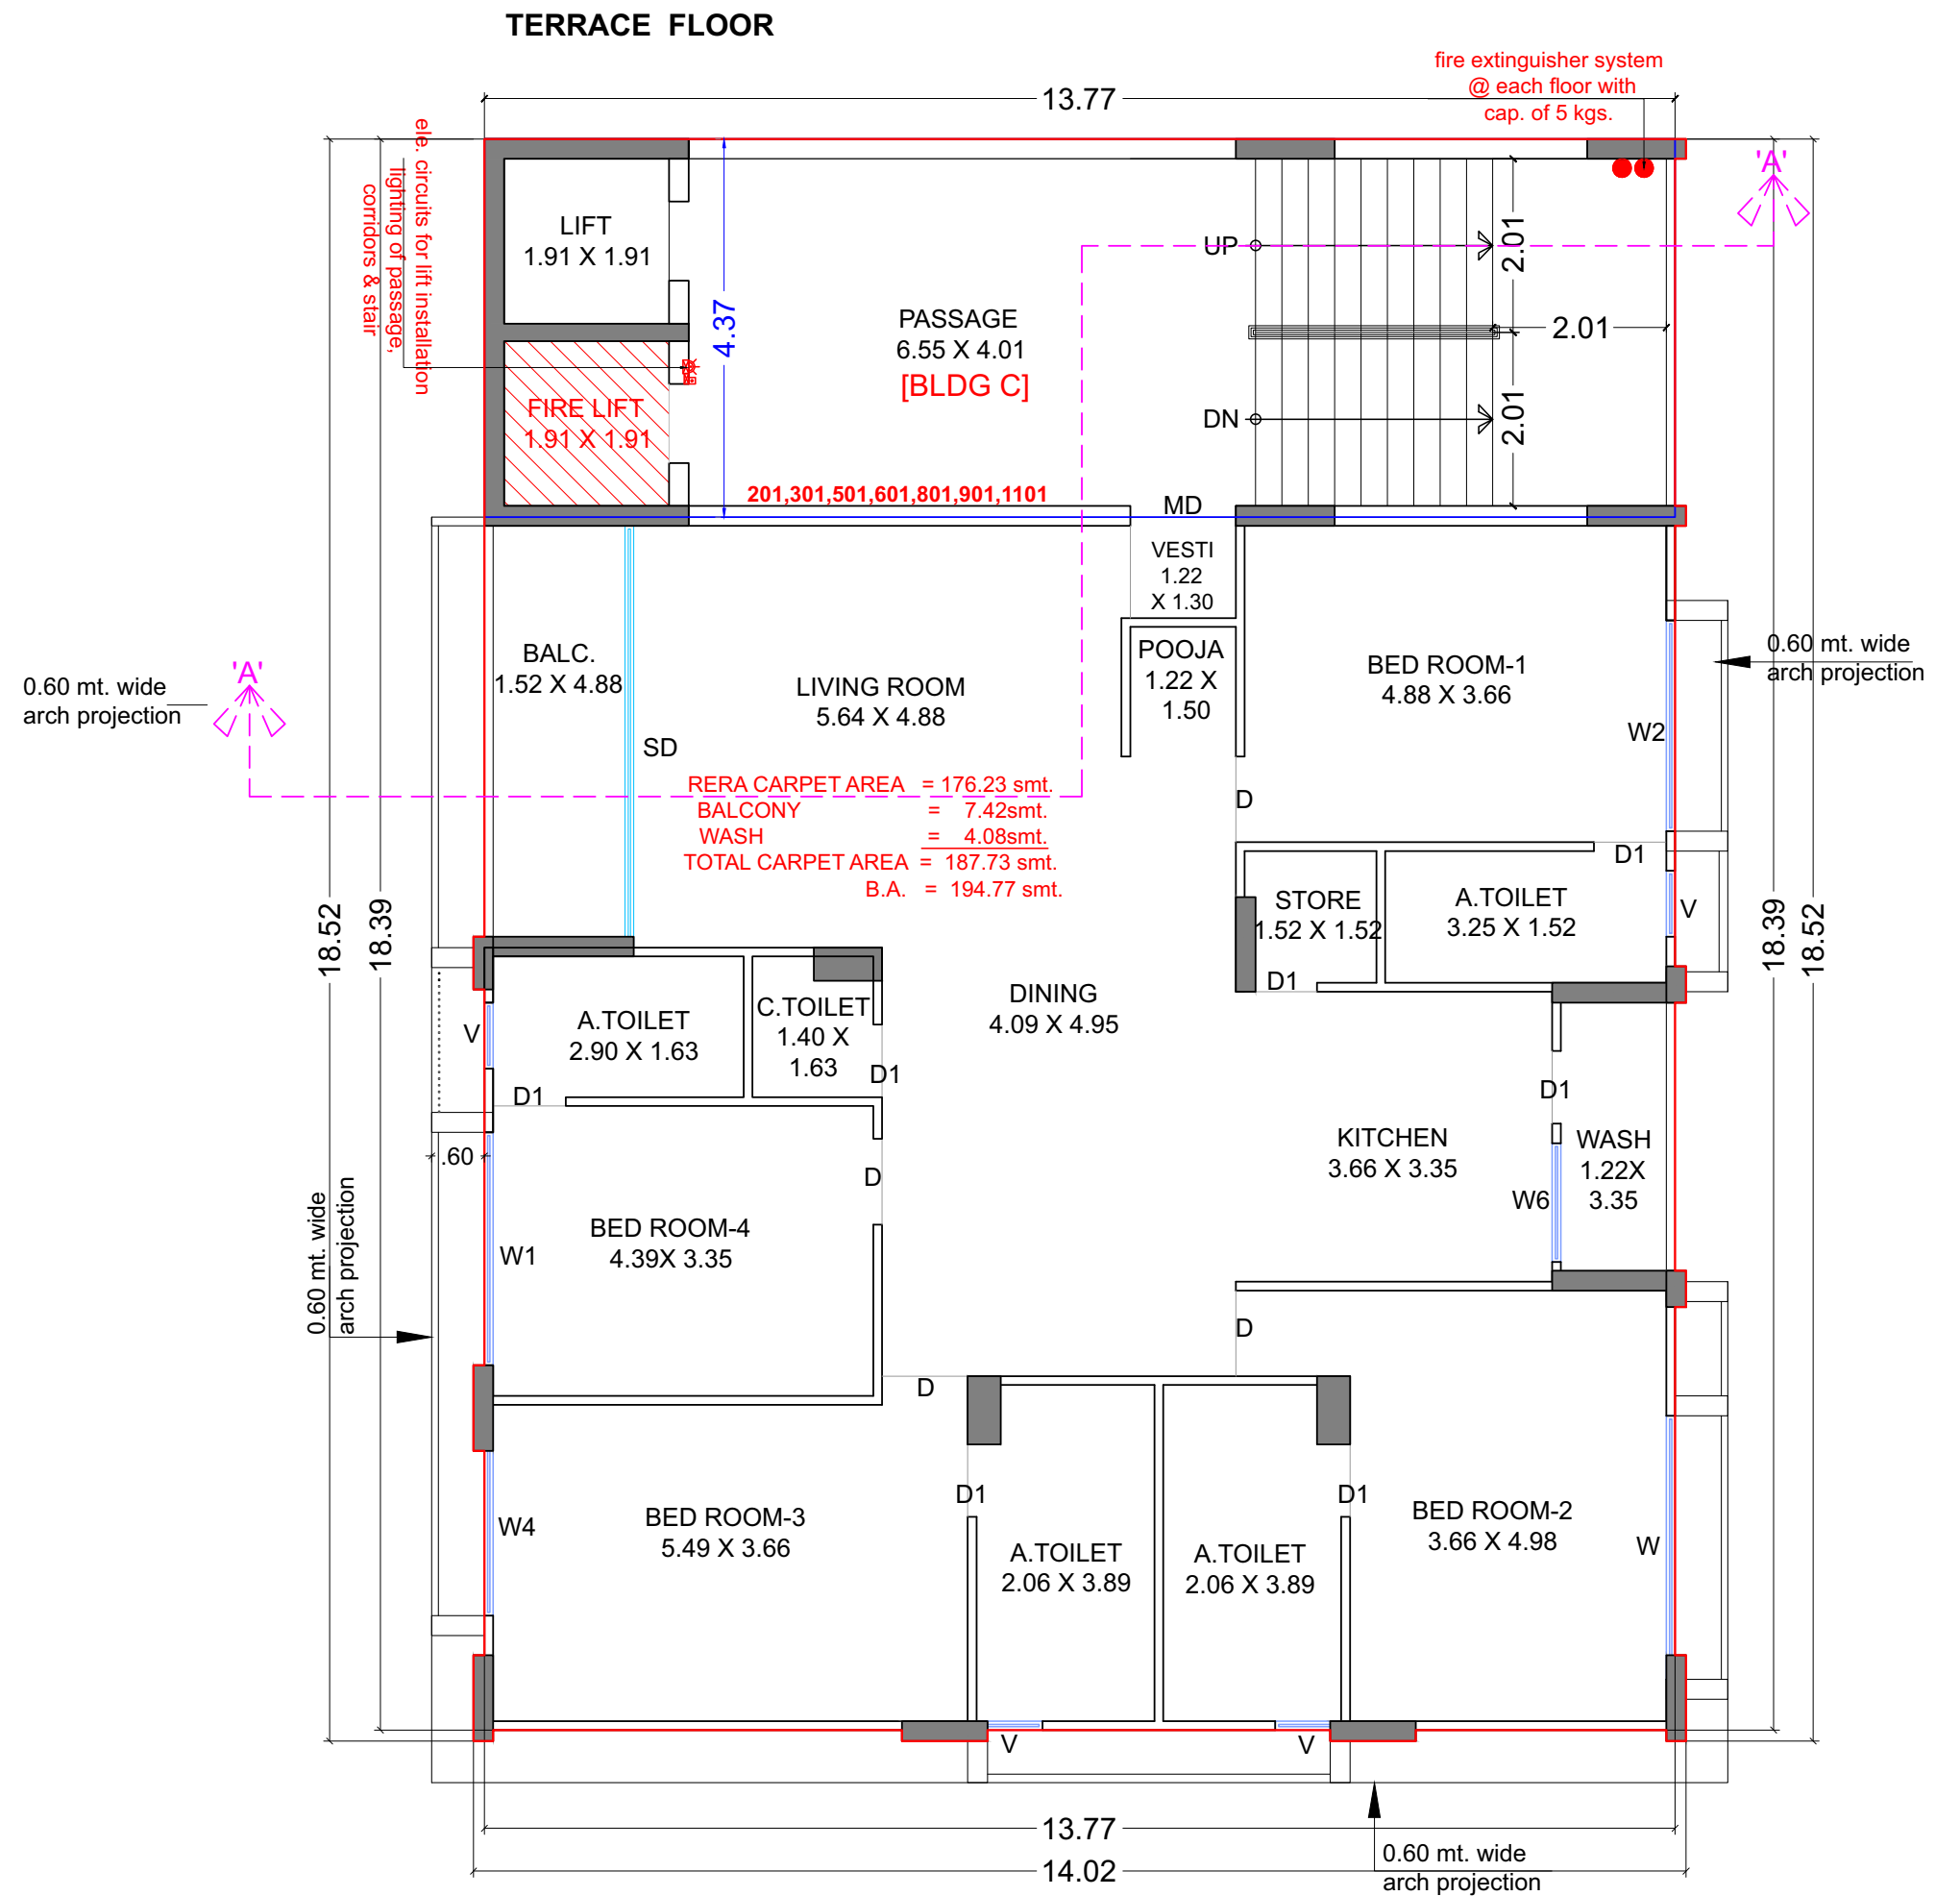 TERRACE FLOOR
fire extinguisher system
@ each floor with
cap. of 5 kgs.
13.77
ele. circuits for lift installation
lighting of passage,
corridors & stair
'A'
LIFT
1.91 X 1.91
UP
2.01
4.37
PASSAGE
6.55 X 4.01
[BLDG C]
2.01
FIRE LIFT
1.91 X 1.91
DN
2.01
201,301,501,601,801,901,1101
MD
VESTI
1.22
X 1.30
0.60 mt. wide
arch projection
'A'
BALC.
1.52 X 4.88
LIVING ROOM
5.64 X 4.88
POOJA
1.22 X
1.50
BED ROOM-1
4.88 X 3.66
0.60 mt. wide
arch projection
SD
W2
RERA CARPET AREA = 176.23 smt.
BALCONY = 7.42smt.
WASH = 4.08smt.
TOTAL CARPET AREA = 187.73 smt.
B.A. = 194.77 smt.
D
D1
STORE
1.52 X 1.52
A.TOILET
3.25 X 1.52
V
18.52
18.39
18.39
18.52
D1
A.TOILET
2.90 X 1.63
C.TOILET
1.40 X
1.63
DINING
4.09 X 4.95
V
D1
D1
D1
.60
D
KITCHEN
3.66 X 3.35
WASH
1.22X
3.35
W6
0.60 mt. wide
arch projection
W1
BED ROOM-4
4.39X 3.35
D
D
W4
BED ROOM-3
5.49 X 3.66
D1
A.TOILET
2.06 X 3.89
A.TOILET
2.06 X 3.89
D1
BED ROOM-2
3.66 X 4.98
W
V
V
13.77
14.02
0.60 mt. wide
arch projection